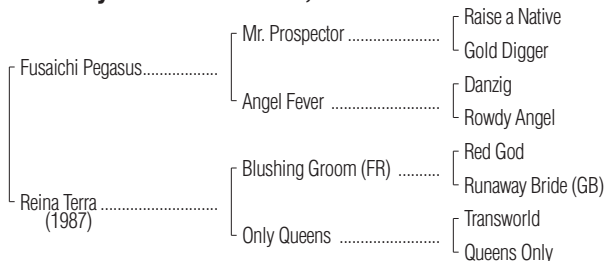 Mr. Prospector ....................
Raise a Native
Gold Digger
Fusaichi Pegasus..................
Angel Fever .......................
Danzig
Rowdy Angel
Blushing Groom (FR) ..........
Red God
Runaway Bride (GB)
Reina Terra ............................
(1987)
Only Queens ......................
Transworld
Queens Only